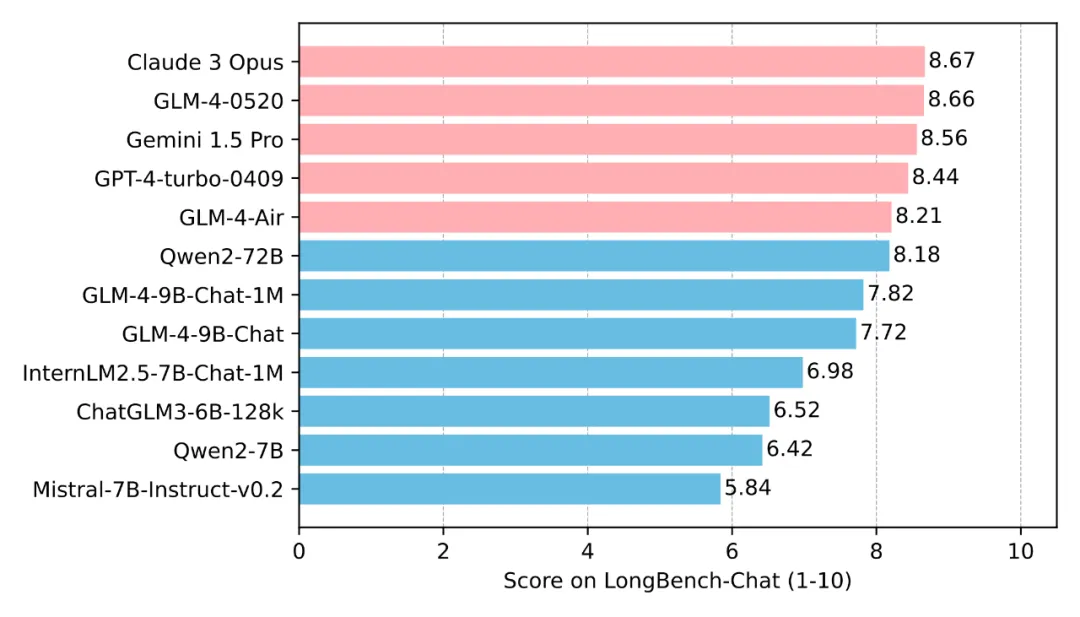 Claude 3 Opus 8.67
GLM-4-0520 8.66
Gemini 1.5 Pro 8.56
GPT-4-turbo-0409 8.44
GLM-4-Air 8.21
Qwen2-72B 8.18
GLM-4-9B-Chat-1M 7.82
GLM-4-9B-Chat 7.72
InternLM2.5-7B-Chat-1M 6.98
ChatGLM3-6B-128k 6.52
Qwen2-7B 6.42
Mistral-7B-Instruct-v0.2 5.84
0 2 4 6 8 10
Score on LongBench-Chat (1-10)